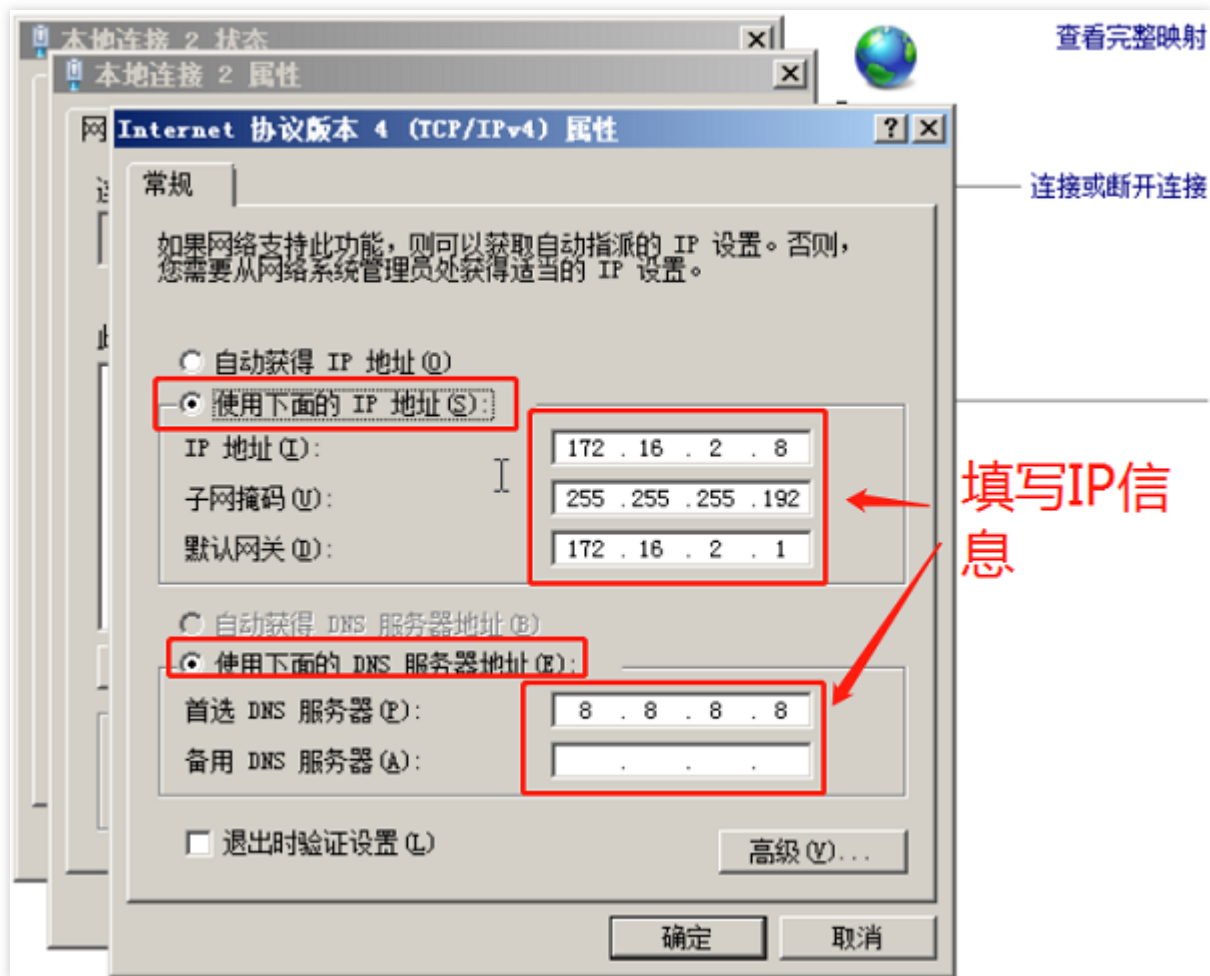 本地连接 2 状态
查看完整映射
本地连接 2 属性
网
Internet 协议版本 4 (TCP/IPv4) 属性
常规
连接或断开连接
如果网络支持此功能，则可以获取自动指派的 IP 设置。否则，
您需要从网络系统管理员处获得适当的 IP 设置。
自动获得 IP 地址(O)
使用下面的 IP 地址(S):
IP 地址(I): 172 . 16 . 2 . 8
子网掩码(U): 255 .255 .255 .192
默认网关(D): 172 . 16 . 2 . 1
填写IP信
息
自动获得 DNS 服务器地址(B)
使用下面的 DNS 服务器地址(E):
首选 DNS 服务器(P): 8 . 8 . 8 . 8
备用 DNS 服务器(A): . . .
退出时验证设置(L)
高级(V)...
确定
取消